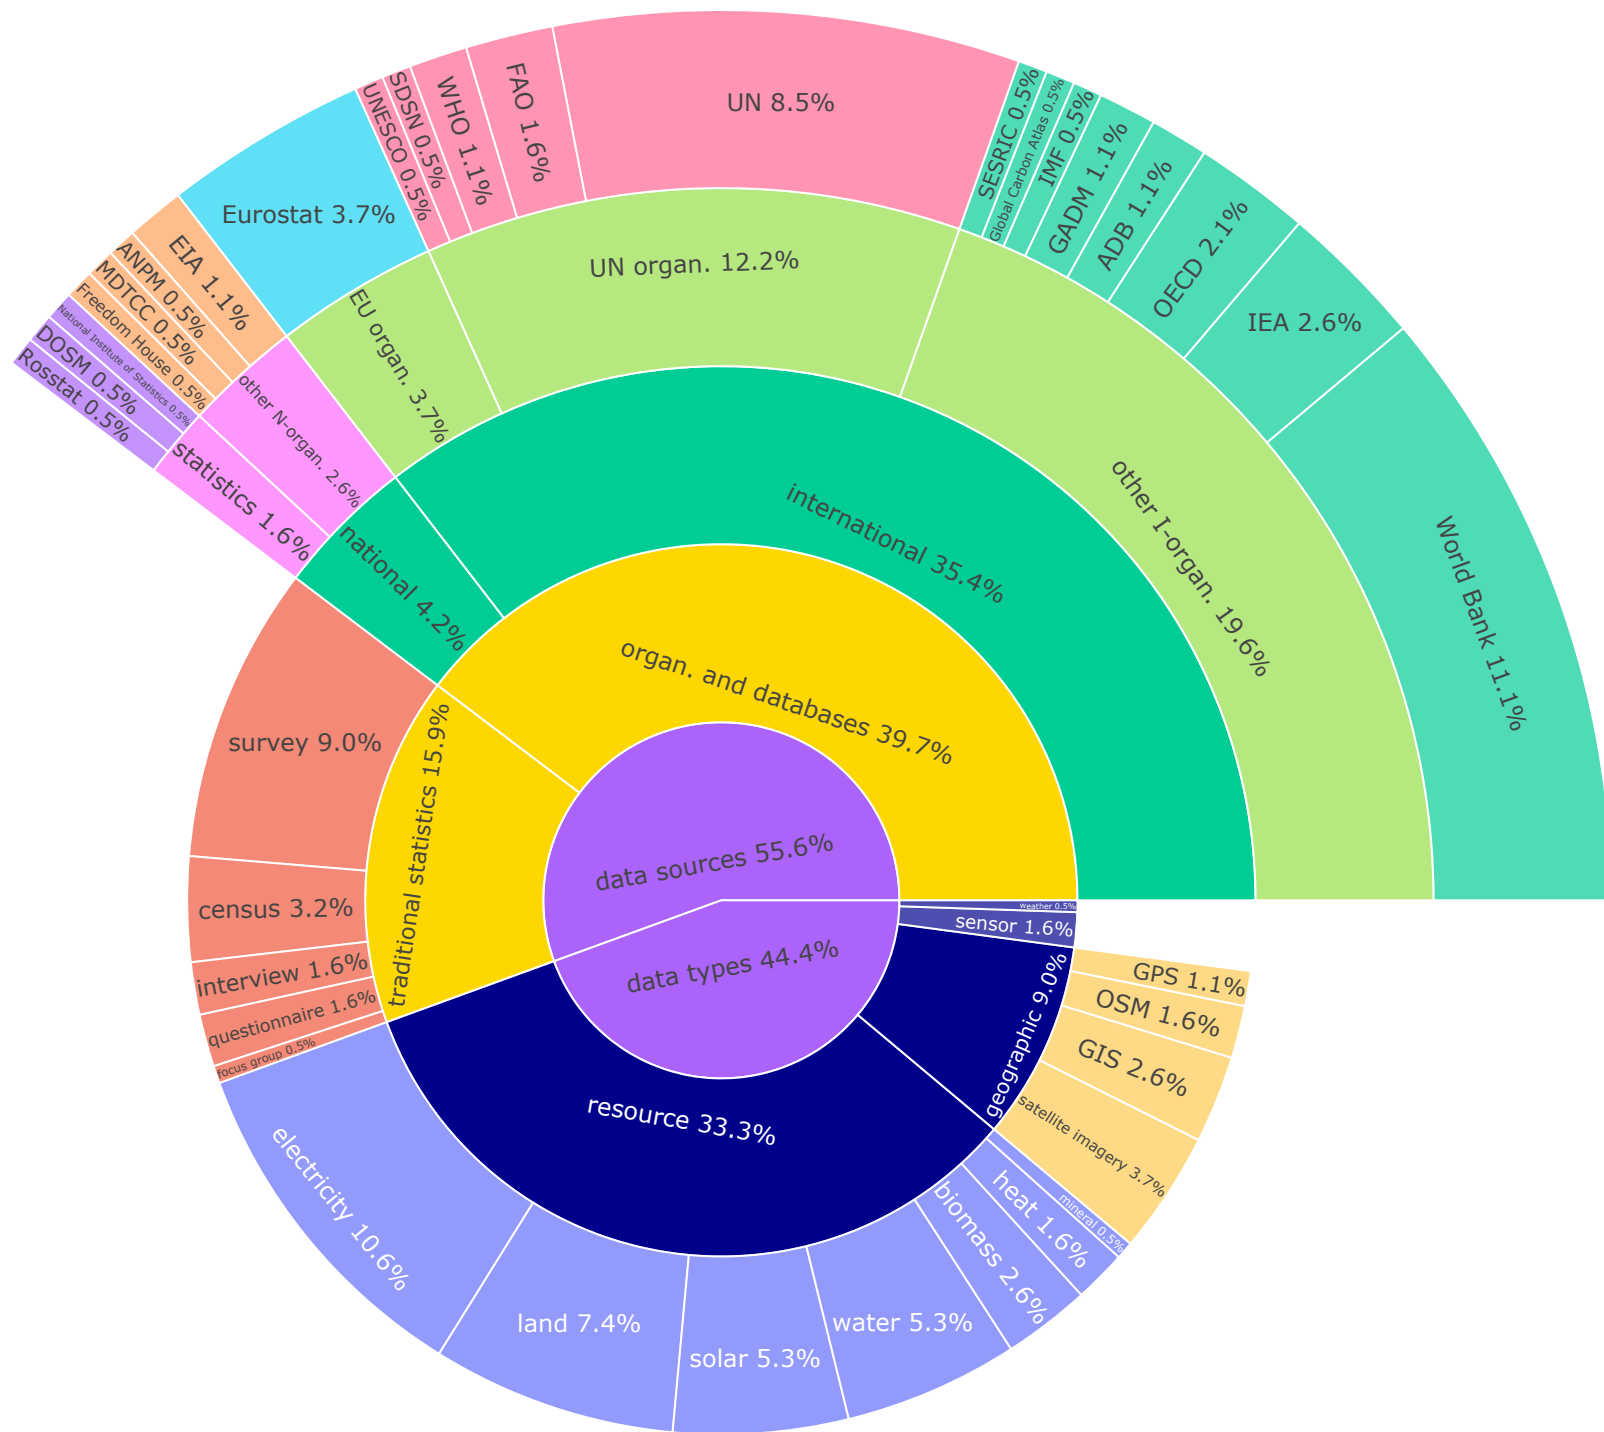 UN 8.5%
FAO 1.6%
WHO 1.1%
SDSN 0.5%
UNESCO 0.5%
SESRIC 0.5%
Global Carbon Atlas 0.5%
IMF 0.5%
GADM 1.1%
ADB 1.1%
OECD 2.1%
IEA 2.6%
World Bank 11.1%
Eurostat 3.7%
EIA 1.1%
ANPM 0.5%
MDTCC 0.5%
Freedom House 0.5%
National Institute of Statistics 0.5%
DOSM 0.5%
Rosstat 0.5%
UN organ. 12.2%
EU organ. 3.7%
other I-organ. 19.6%
other N-organ. 2.6%
statistics 1.6%
international 35.4%
national 4.2%
organ. and databases 39.7%
traditional statistics 15.9%
survey 9.0%
census 3.2%
interview 1.6%
questionnaire 1.6%
focus group 0.5%
data sources 55.6%
data types 44.4%
weather 0.5%
sensor 1.6%
geographic 9.0%
GPS 1.1%
OSM 1.6%
GIS 2.6%
satellite imagery 3.7%
resource 33.3%
electricity 10.6%
land 7.4%
solar 5.3%
water 5.3%
biomass 2.6%
heat 1.6%
mineral 0.5%